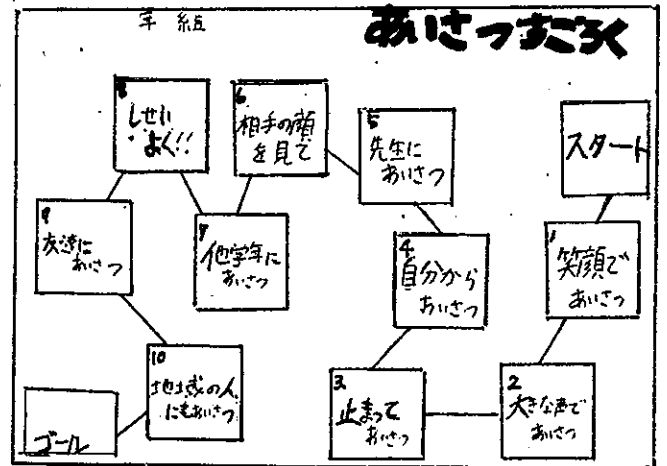 年 組
あいさつすごろく
スタート
1
笑顔で
あいさつ
2
大きな声で
あいさつ
3
止まって
あいさつ
4
自分から
あいさつ
5
先生に
あいさつ
6
相手の顔
を見て
7
他学年に
あいさつ
8
しせい
よく!!
9
友達に
あいさつ
10
地域の人
にもあいさつ
ゴール